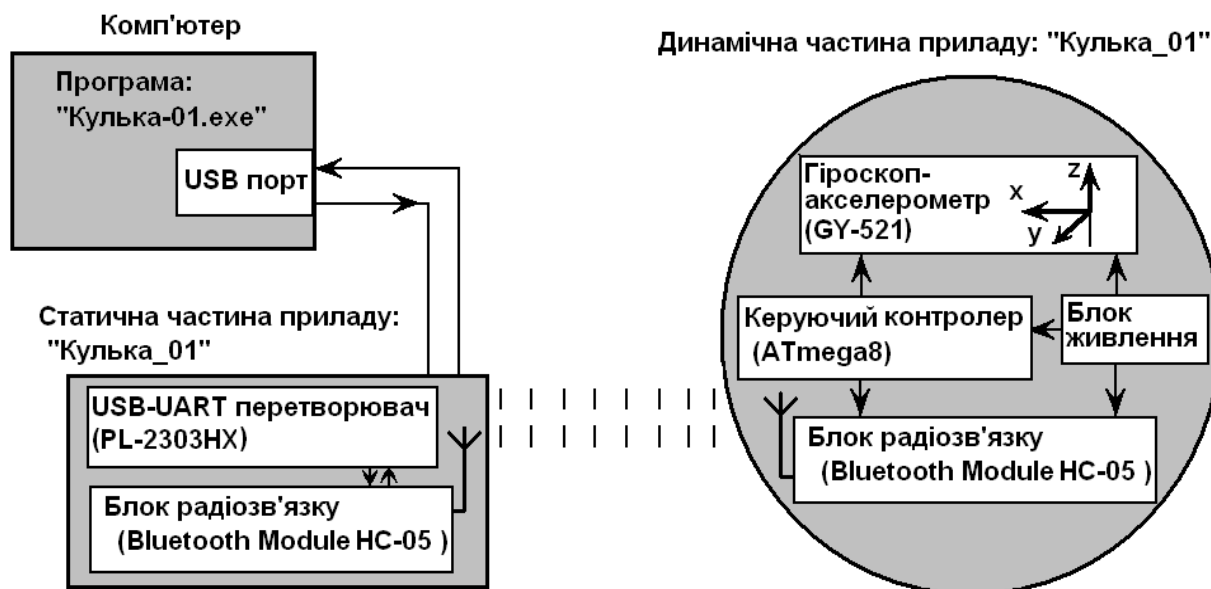 Комп'ютер
Програма:
"Кулька-01.exe"
USB порт
Статична частина приладу:
"Кулька_01"
USB-UART перетворювач
(PL-2303HX)
Блок радіозв'язку
(Bluetooth Module HC-05 )
Динамічна частина приладу: "Кулька_01"
Гіроскоп-
акселерометр
(GY-521)
z
x
y
Керуючий контролер
(ATmega8)
Блок
живлення
Блок радіозв'язку
(Bluetooth Module HC-05 )